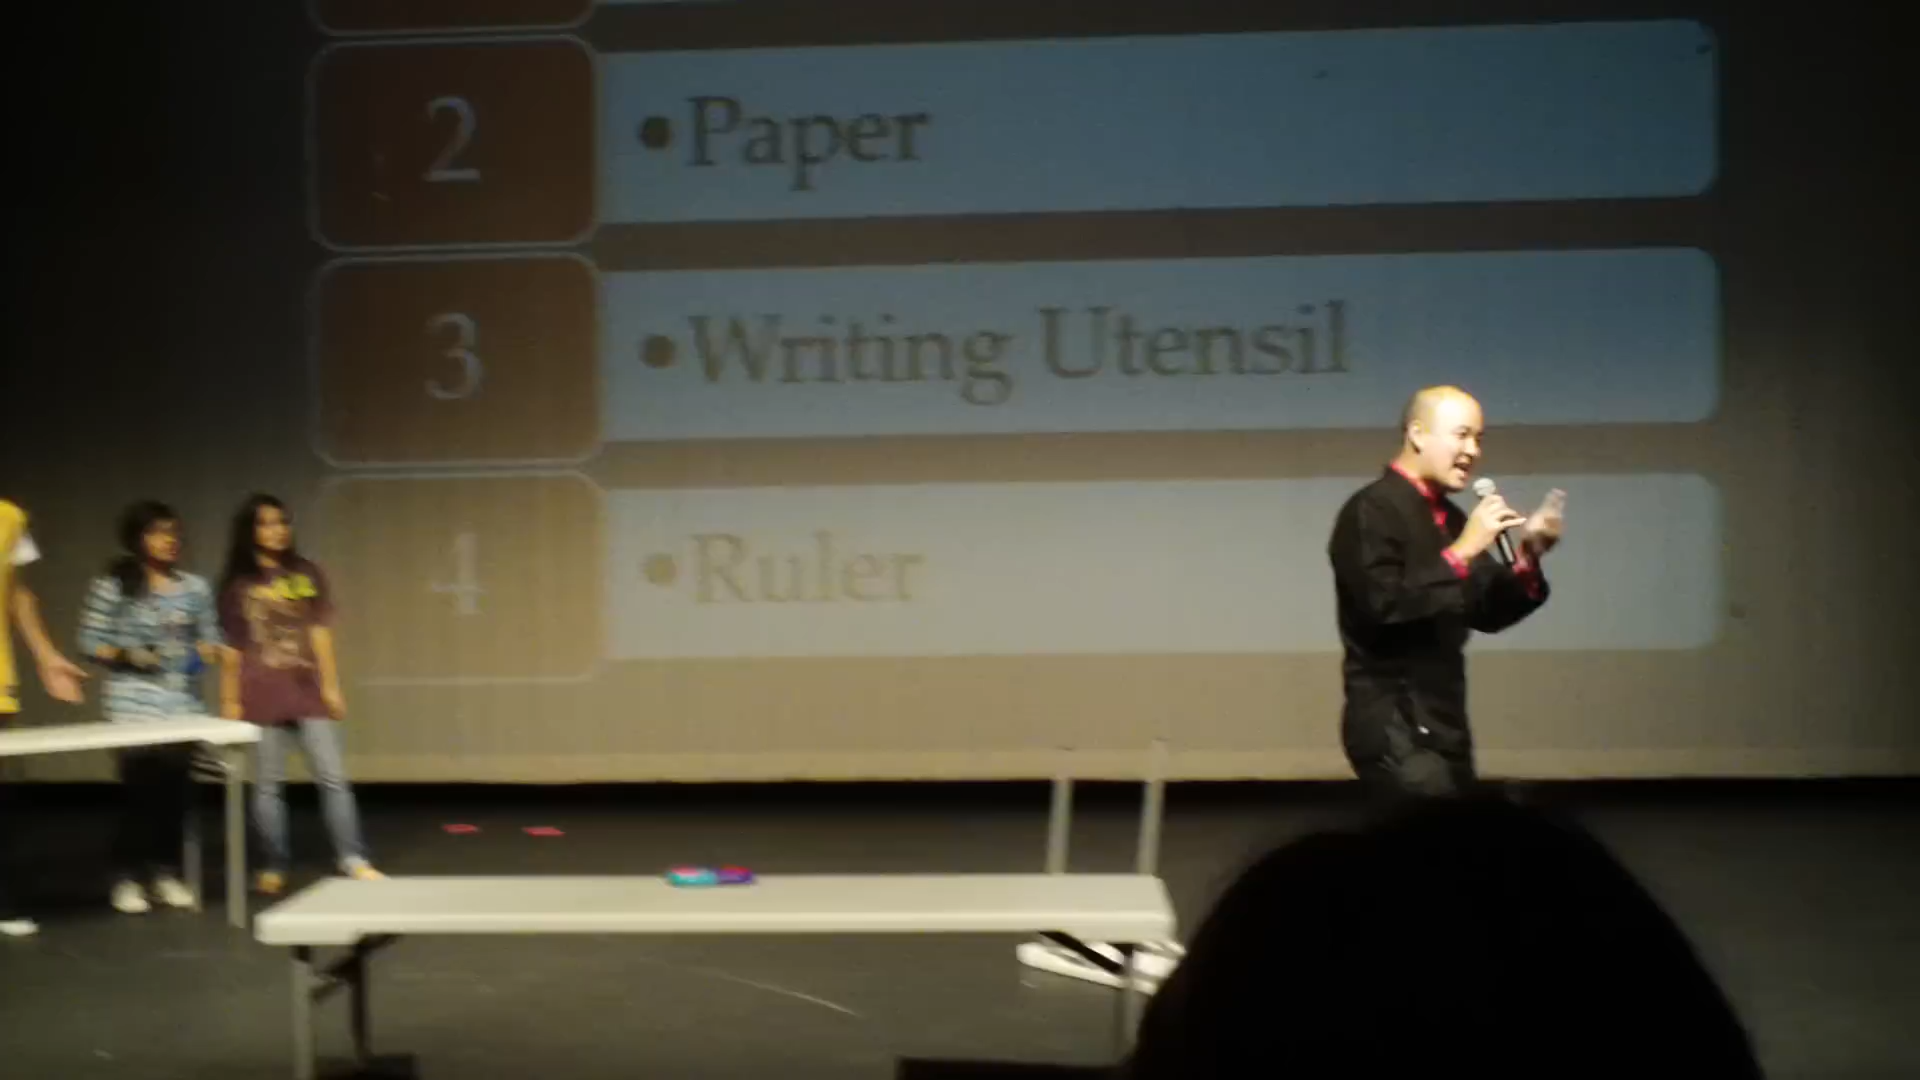 2 • Paper
3 • Writing Utensil
4 • Ruler